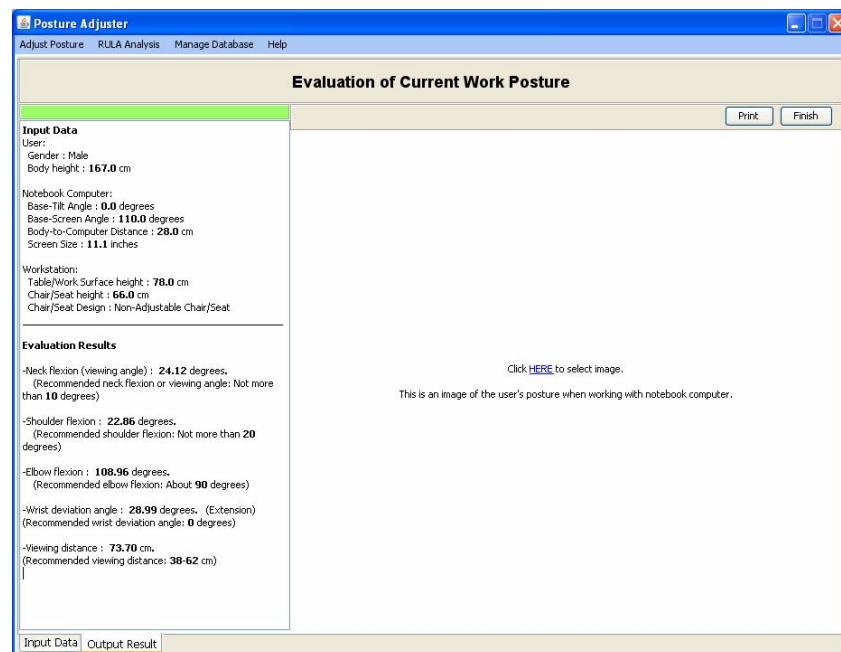 Posture Adjuster
Adjust Posture RULA Analysis Manage Database Help
Evaluation of Current Work Posture
Print Finish
Input Data
User:
Gender : Male
Body height : 167.0 cm
Notebook Computer:
Base-Tilt Angle : 0.0 degrees
Base-Screen Angle : 110.0 degrees
Body-to-Computer Distance : 28.0 cm
Screen Size : 11.1 inches
Workstation:
Table/Work Surface height : 78.0 cm
Chair/Seat height : 66.0 cm
Chair/Seat Design : Non-Adjustable Chair/Seat
Evaluation Results
-Neck flexion (viewing angle) : 24.12 degrees.
(Recommended neck flexion or viewing angle: Not more
than 10 degrees)
-Shoulder flexion : 22.86 degrees.
(Recommended shoulder flexion: Not more than 20
degrees)
-Elbow flexion : 108.96 degrees.
(Recommended elbow flexion: About 90 degrees)
-Wrist deviation angle : 28.99 degrees. (Extension)
(Recommended wrist deviation angle: 0 degrees)
-Viewing distance : 73.70 cm.
(Recommended viewing distance: 38-62 cm)
Click HERE to select image.
This is an image of the user's posture when working with notebook computer.
Input Data Output Result